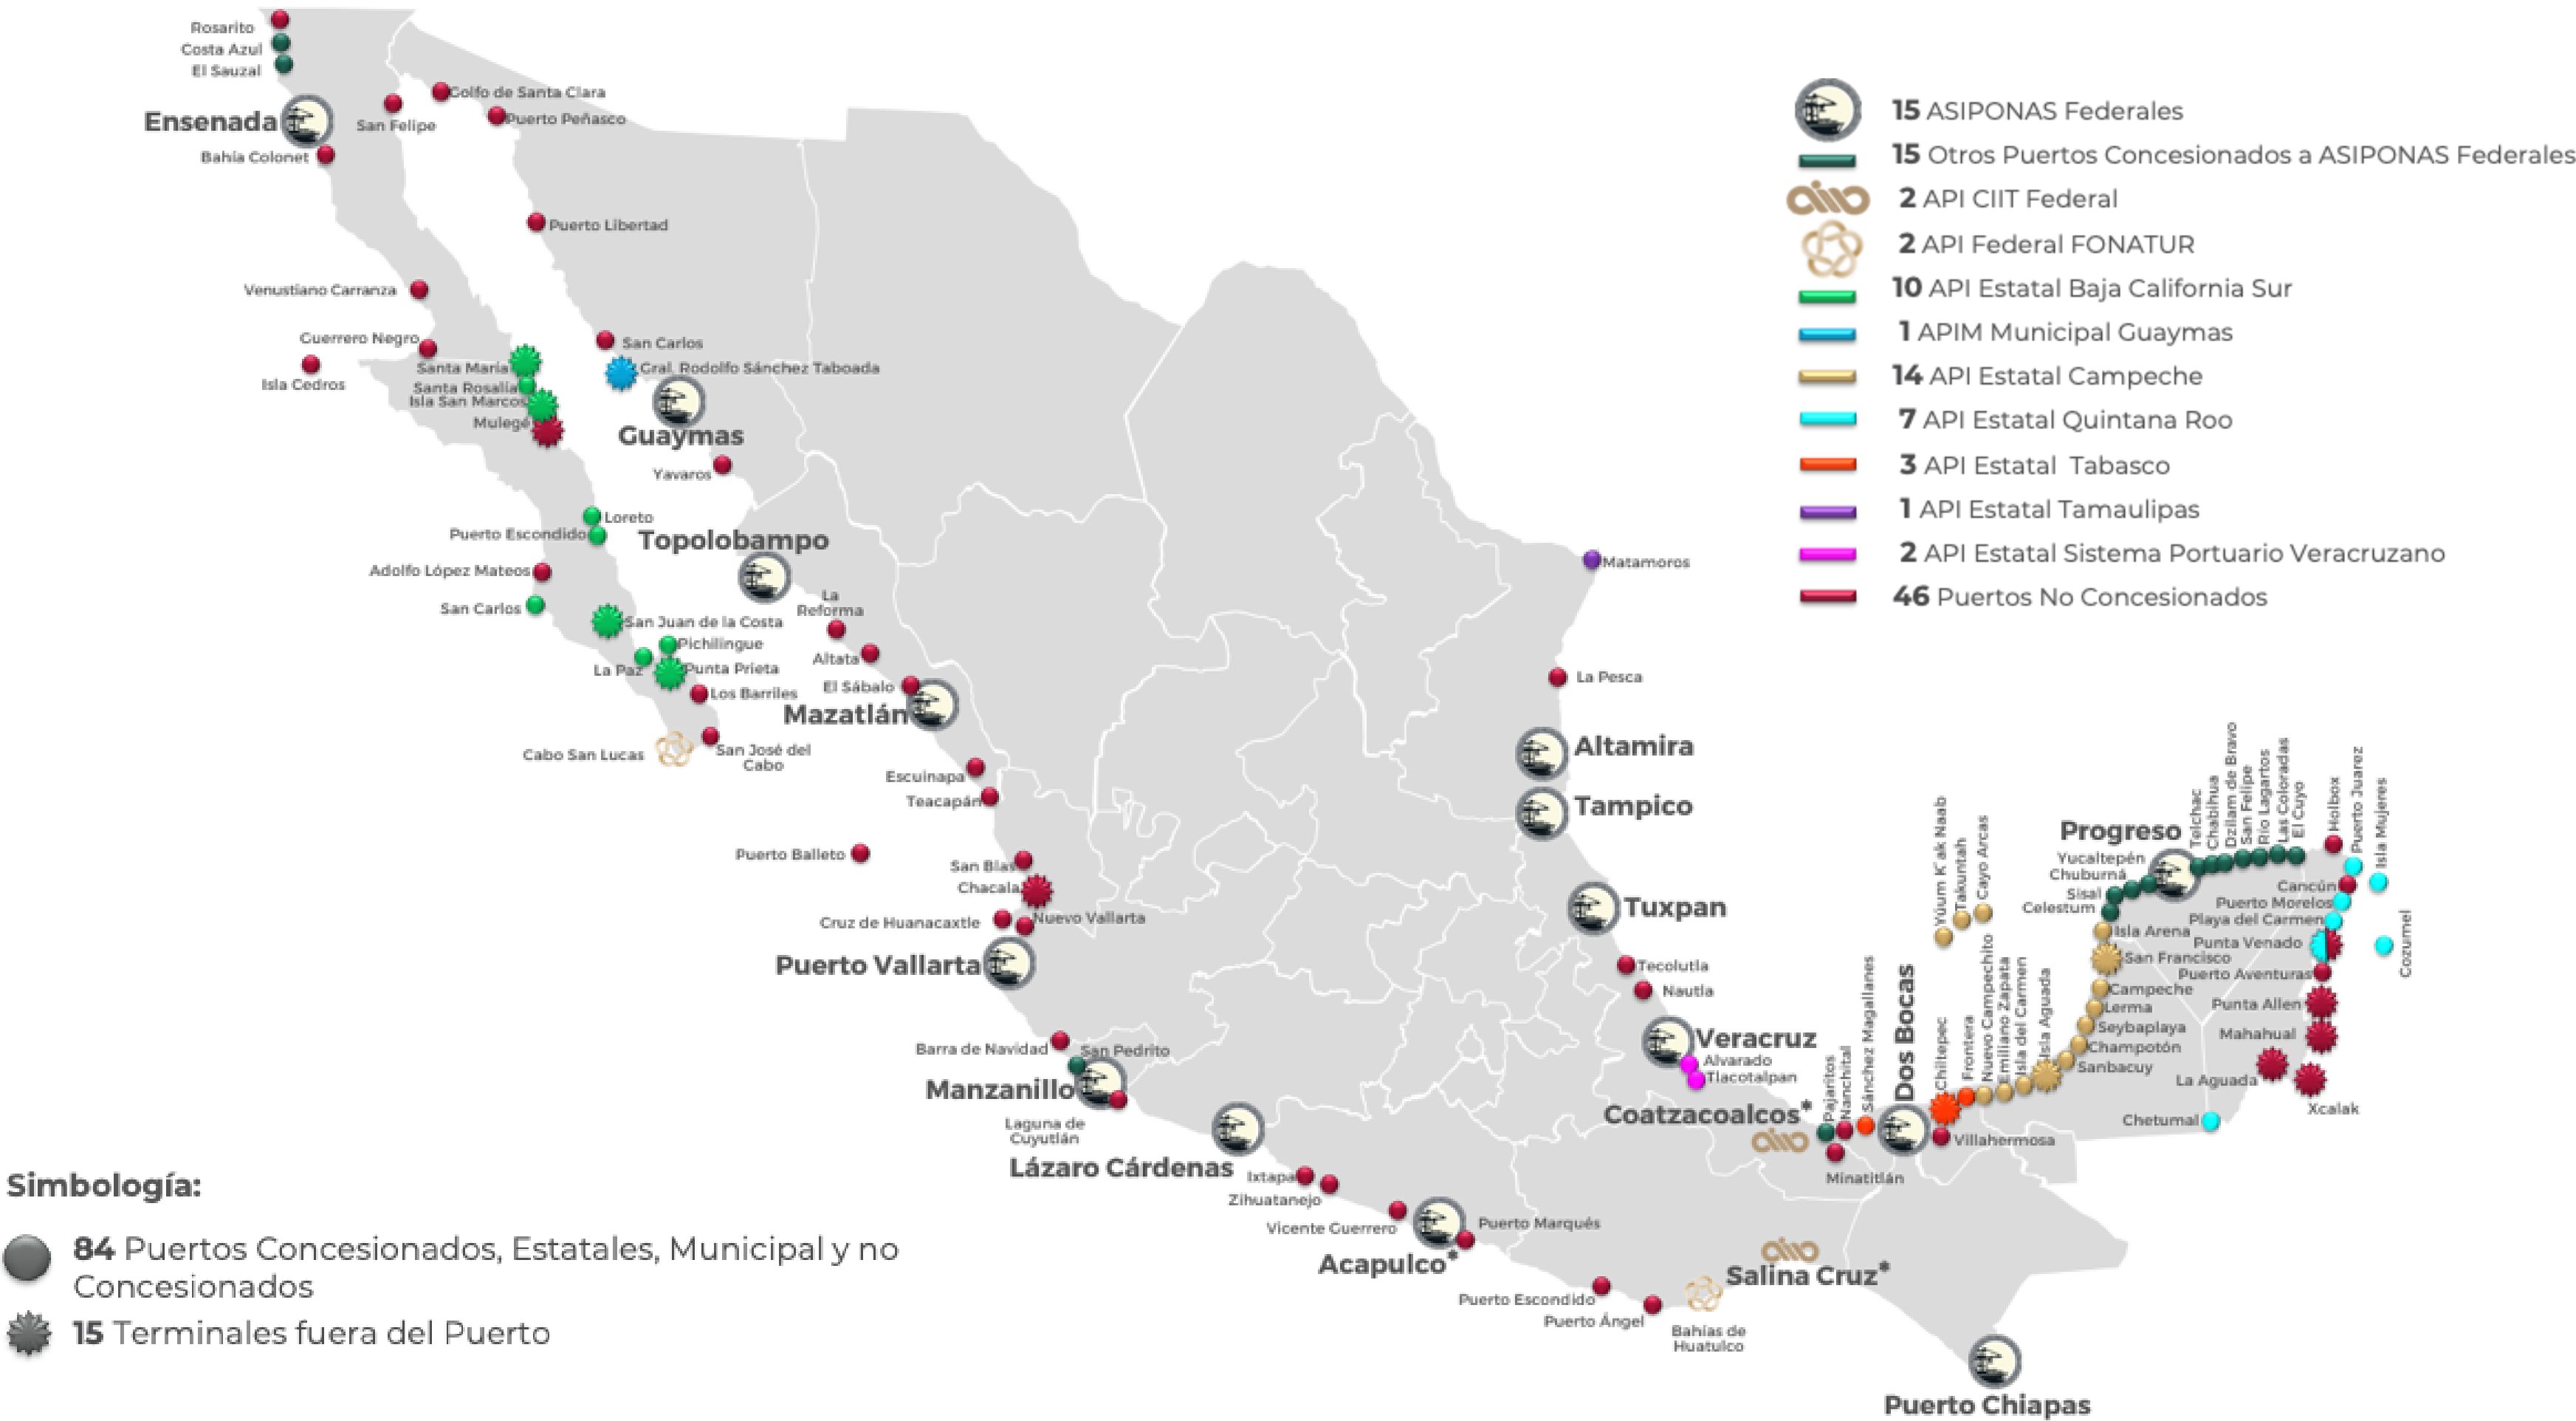 Rosarito
Costa Azul
El Sauzal
Ensenada
Bahía Colonet
San Felipe
Golfo de Santa Clara
Puerto Peñasco
Puerto Libertad
Venustiano Carranza
Guerrero Negro
Isla Cedros
Santa María
Santa Rosalía
Isla San Marcos
Mulegé
San Carlos
Gral. Rodolfo Sánchez Taboada
Guaymas
Yavaros
Loreto
Puerto Escondido
Topolobampo
Adolfo López Mateos
San Carlos
San Juan de la Costa
Pichilingue
La Paz
Punta Prieta
Los Barriles
Cabo San Lucas
San José del
Cabo
La
Reforma
Altata
El Sábalo
Mazatlán
Escuinapa
Teacapán
Puerto Balleto
San Blas
Chacala
Cruz de Huanacaxtle
Nuevo Vallarta
Puerto Vallarta
Barra de Navidad
San Pedrito
Manzanillo
Laguna de
Cuyutlán
Lázaro Cárdenas
Ixtapa
Zihuatanejo
Vicente Guerrero
Acapulco*
Puerto Marqués
Puerto Escondido
Puerto Ángel
Bahías de
Huatulco
Salina Cruz*
Puerto Chiapas
Matamoros
La Pesca
Altamira
Tampico
Tuxpan
Tecolutla
Nautla
Veracruz
Alvarado
Tlacotalpan
Coatzacoalcos*
Pajaritos
Nanchital
Minatitlán
Sánchez Magallanes
Dos Bocas
Chiltepec
Villahermosa
Frontera
Nuevo Campechito
Emiliano Zapata
Isla del Carmen
Isla Aguada
Yúum K´ak Naab
Takuntah
Cayo Arcas
Sanbacuy
Champotón
Seybaplaya
Lerma
Campeche
San Francisco
Isla Arena
Celestum
Sisal
Chuburná
Yucaltepén
Progreso
Telchac
Chabihua
Dzilam de Bravo
San Felipe
Río Lagartos
Las Coloradas
El Cuyo
Holbox
Puerto Juarez
Isla Mujeres
Cancún
Puerto Morelos
Playa del Carmen
Punta Venado
Cozumel
Puerto Aventuras
Punta Allen
Mahahual
La Aguada
Xcalak
Chetumal
15 ASIPONAS Federales
15 Otros Puertos Concesionados a ASIPONAS Federales
2 API CIIT Federal
2 API Federal FONATUR
10 API Estatal Baja California Sur
1 APIM Municipal Guaymas
14 API Estatal Campeche
7 API Estatal Quintana Roo
3 API Estatal Tabasco
1 API Estatal Tamaulipas
2 API Estatal Sistema Portuario Veracruzano
46 Puertos No Concesionados
Simbología:
84 Puertos Concesionados, Estatales, Municipal y no
Concesionados
15 Terminales fuera del Puerto